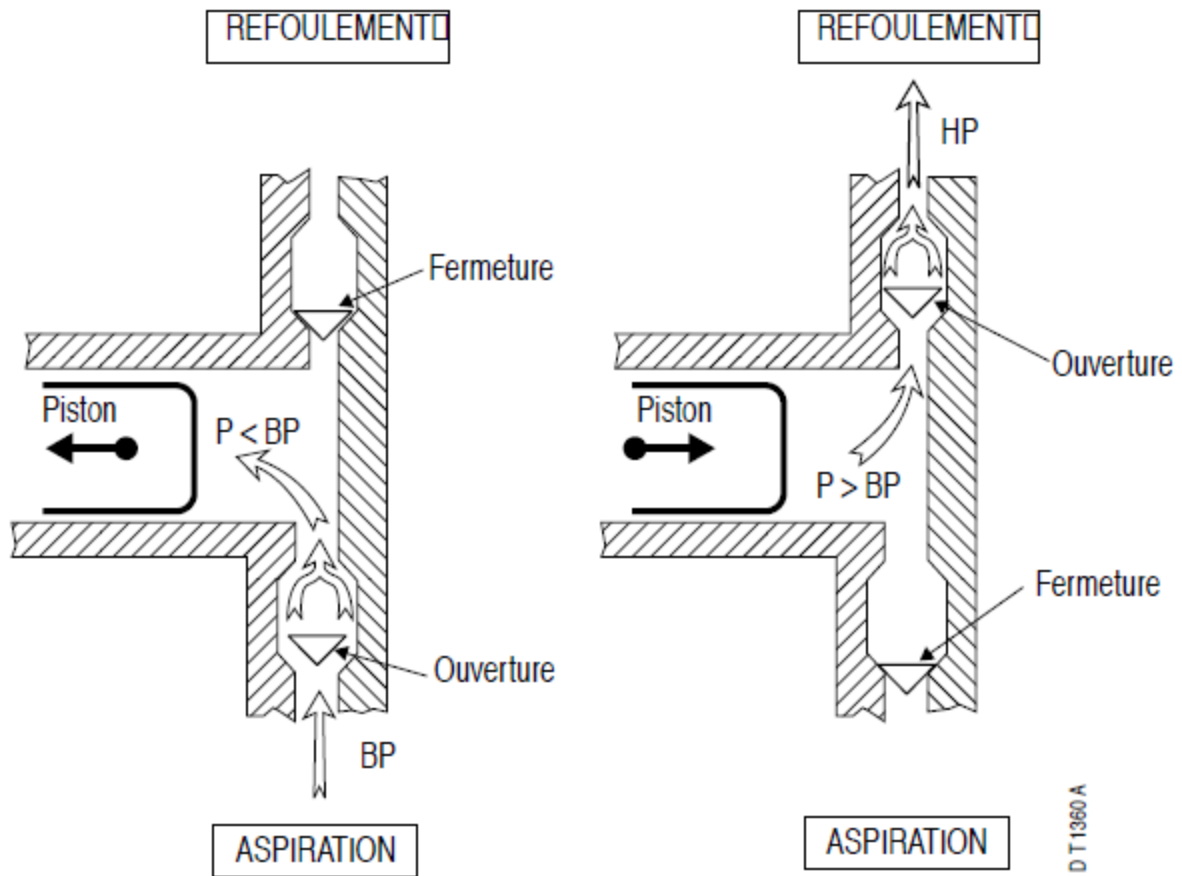 REFOULEMENT
Fermeture
Piston
P < BP
Ouverture
BP
ASPIRATION
REFOULEMENT
HP
Ouverture
Piston
P > BP
Fermeture
ASPIRATION
D T 1360 A